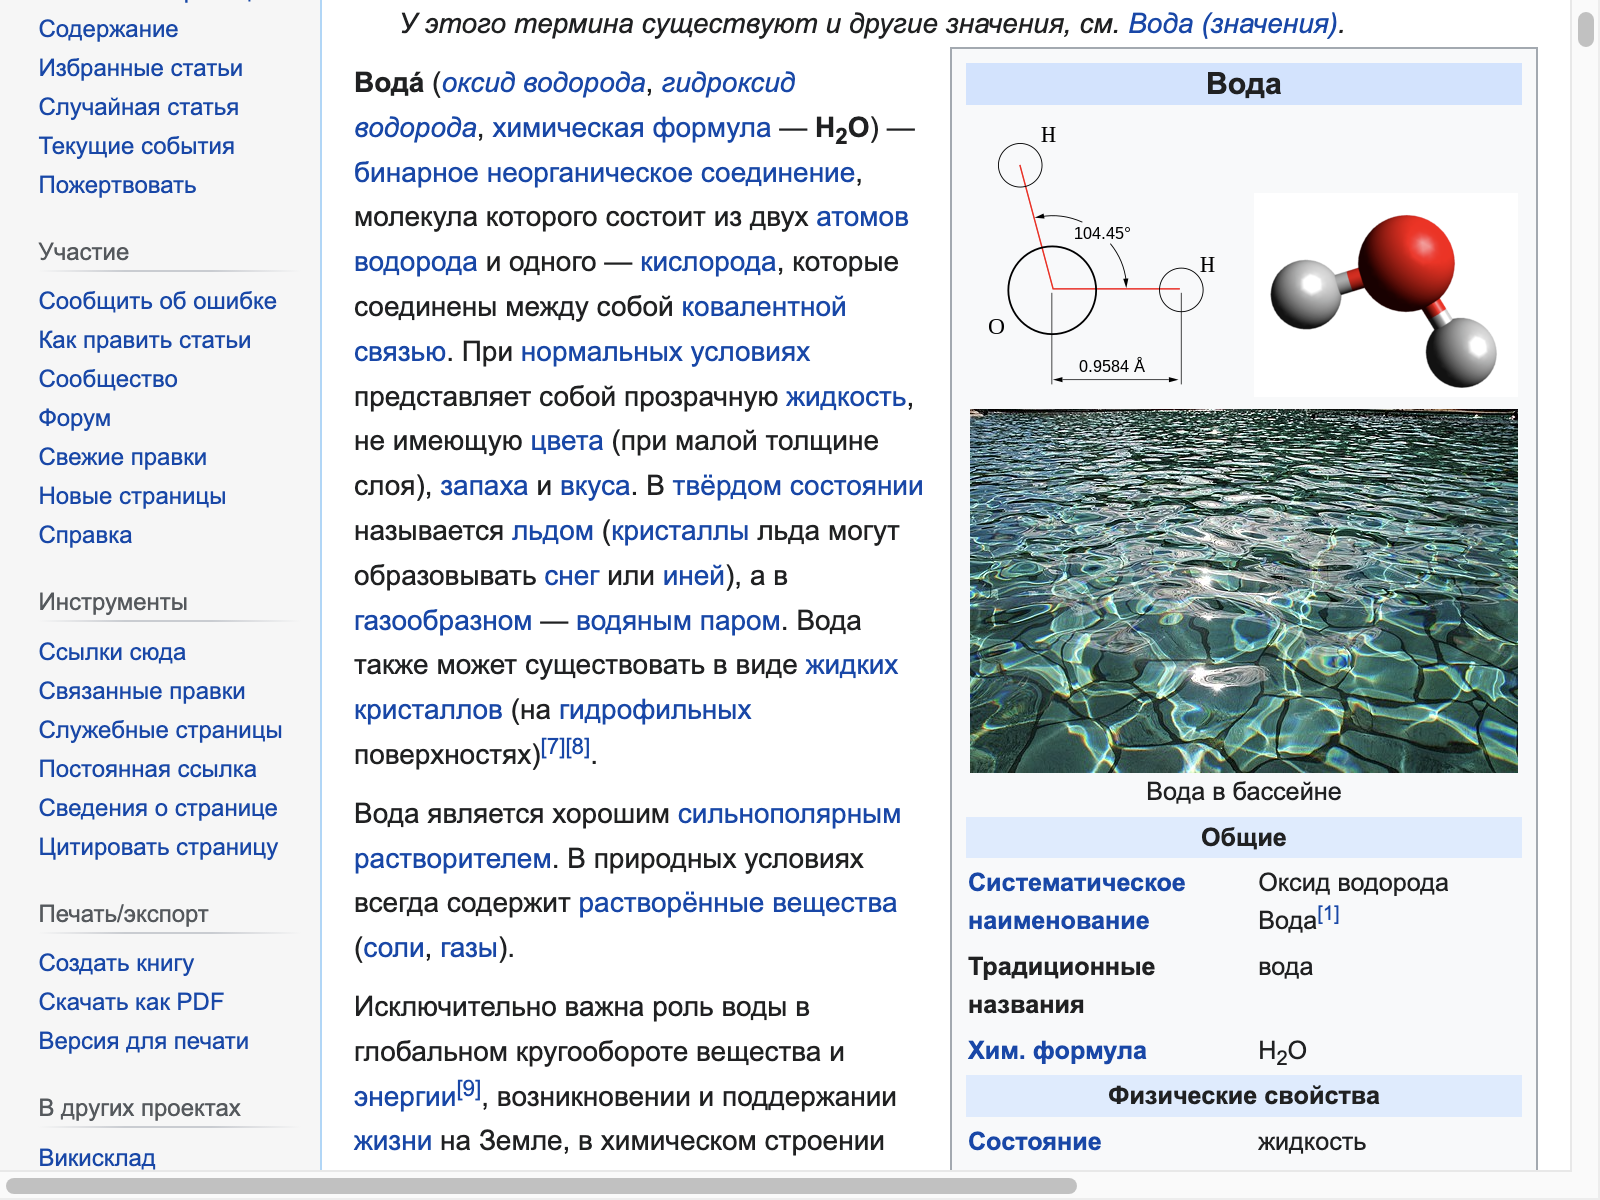 Содержание
Избранные статьи
Случайная статья
Текущие события
Пожертвовать
Участие
Сообщить об ошибке
Как править статьи
Сообщество
Форум
Свежие правки
Новые страницы
Справка
Инструменты
Ссылки сюда
Связанные правки
Служебные страницы
Постоянная ссылка
Сведения о странице
Цитировать страницу
Печать/экспорт
Создать книгу
Скачать как PDF
Версия для печати
В других проектах
Викисклад
У этого термина существуют и другие значения, см. Вода (значения).
Вода́ (оксид водорода, гидроксид
водорода, химическая формула — H₂O) —
бинарное неорганическое соединение,
молекула которого состоит из двух атомов
водорода и одного — кислорода, которые
соединены между собой ковалентной
связью. При нормальных условиях
представляет собой прозрачную жидкость,
не имеющую цвета (при малой толщине
слоя), запаха и вкуса. В твёрдом состоянии
называется льдом (кристаллы льда могут
образовывать снег или иней), а в
газообразном — водяным паром. Вода
также может существовать в виде жидких
кристаллов (на гидрофильных
поверхностях)[7][8].
Вода является хорошим сильнополярным
растворителем. В природных условиях
всегда содержит растворённые вещества
(соли, газы).
Исключительно важна роль воды в
глобальном кругообороте вещества и
энергии[9], возникновении и поддержании
жизни на Земле, в химическом строении
Вода
H
104.45°
H
O
0.9584 Å
Вода в бассейне
Общие
Систематическое наименование
Оксид водорода
Вода[1]
Традиционные названия
вода
Хим. формула
H₂O
Физические свойства
Состояние
жидкость